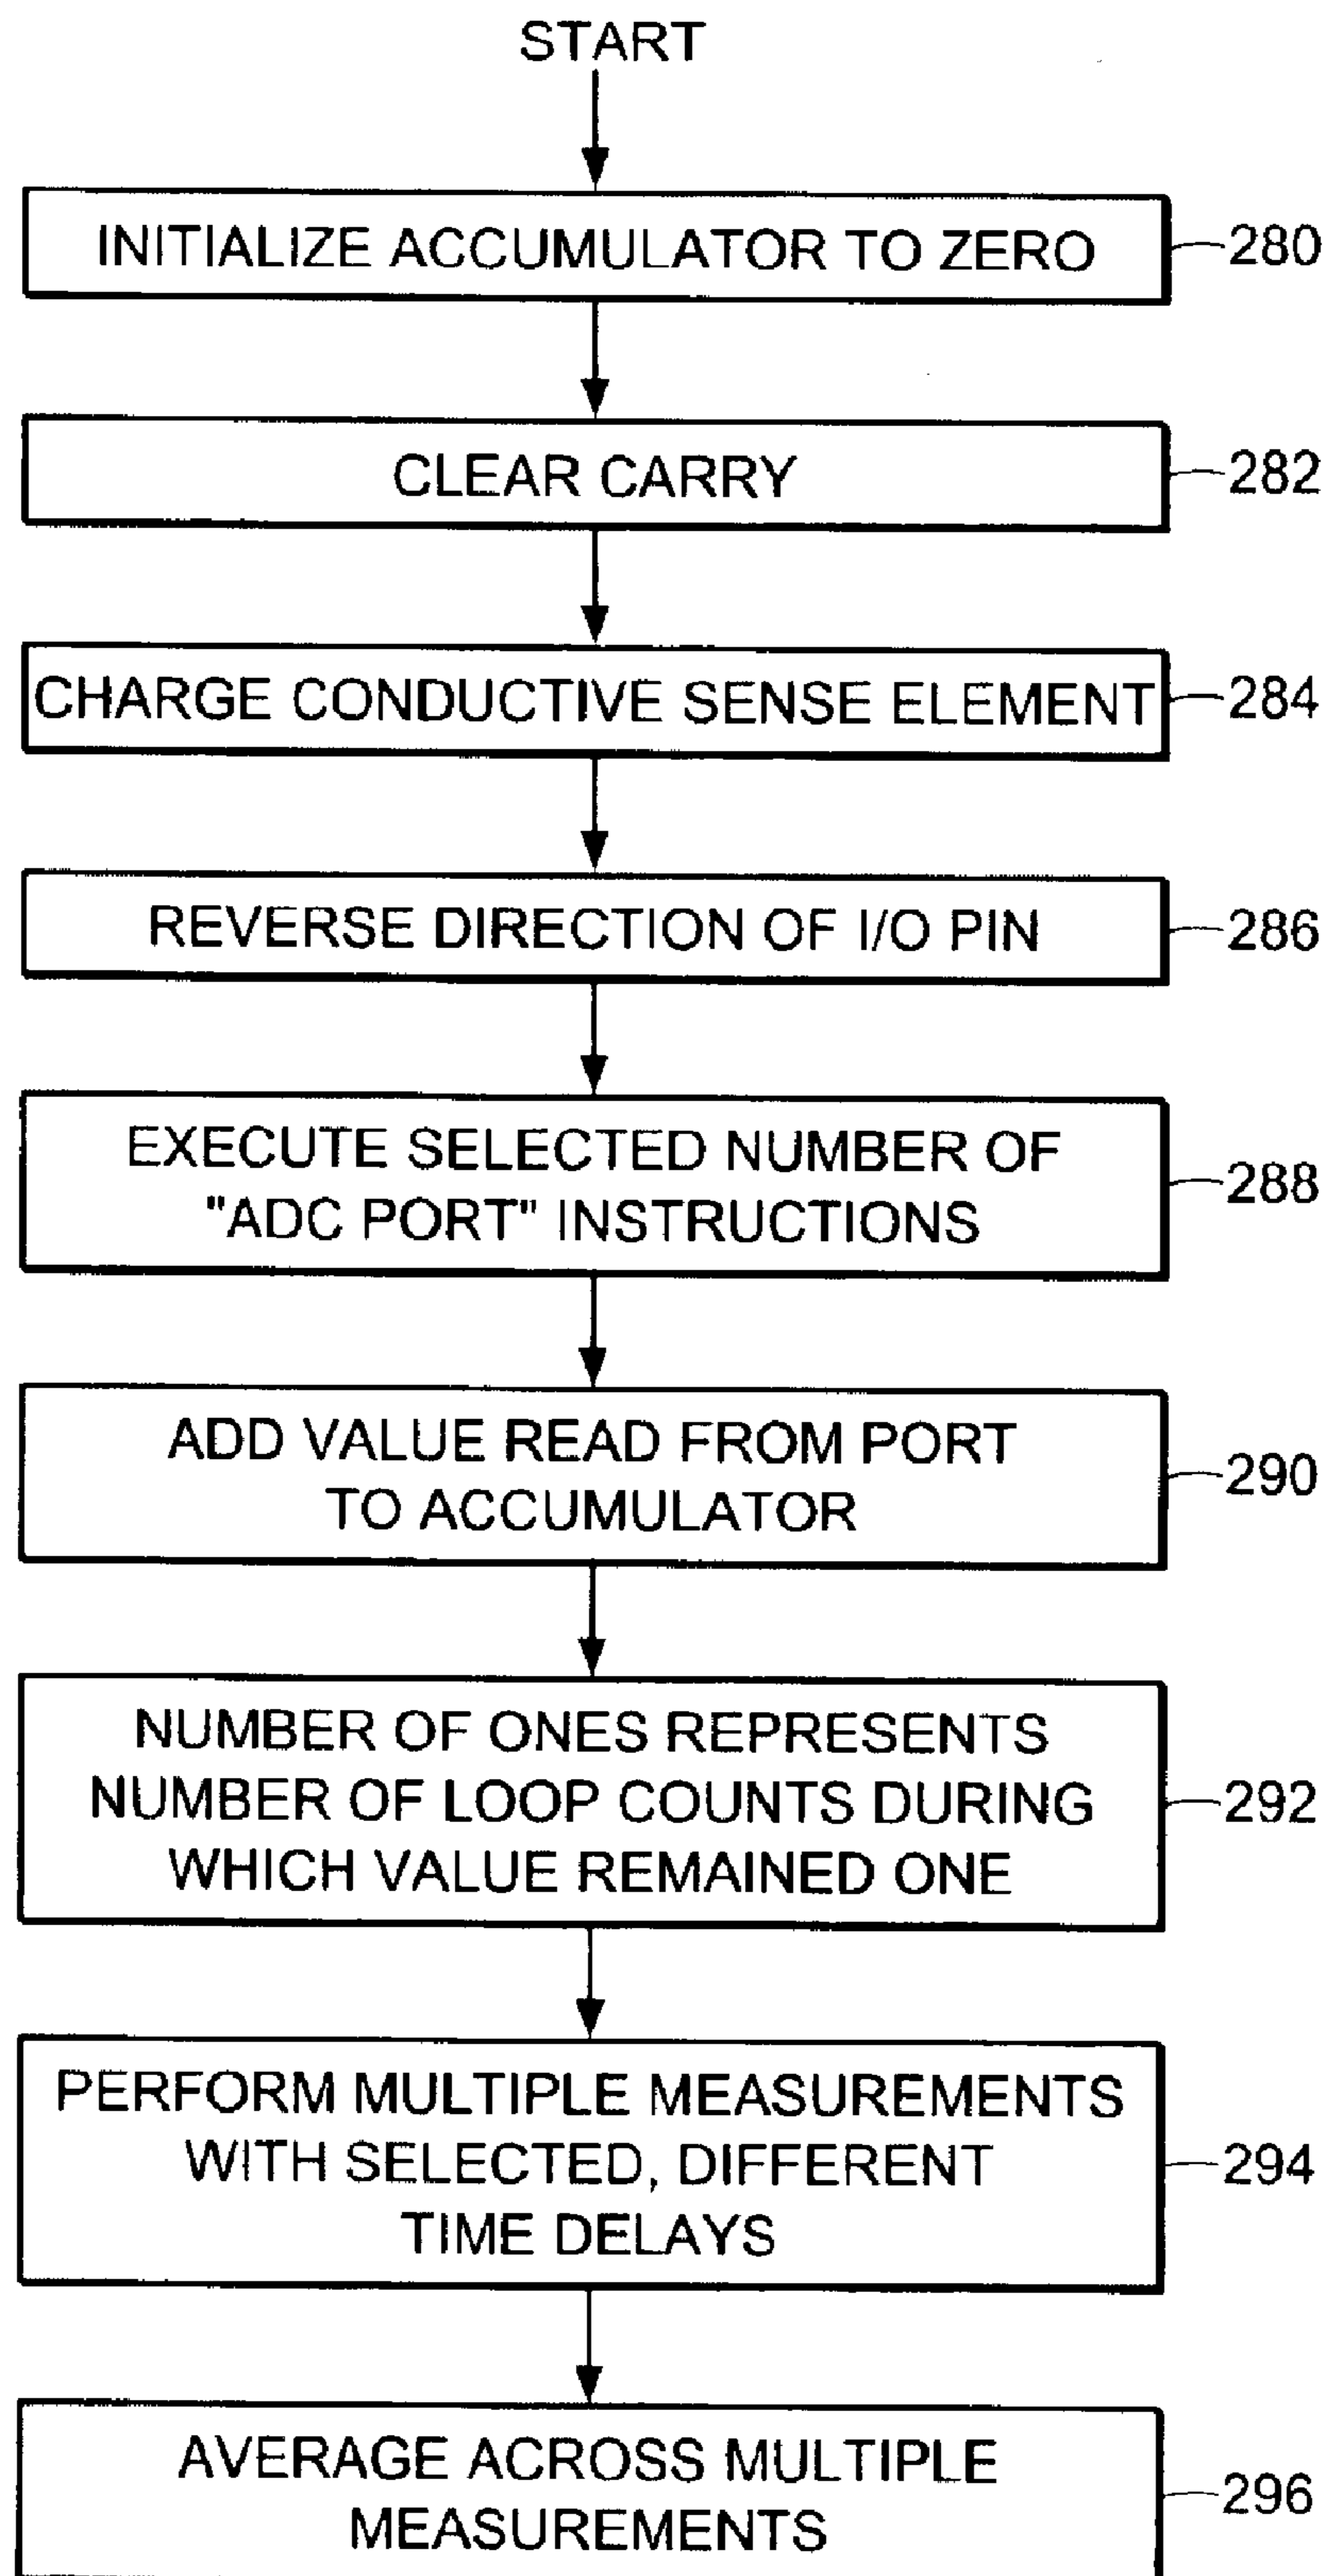 START
INITIALIZE ACCUMULATOR TO ZERO
280
CLEAR CARRY
282
CHARGE CONDUCTIVE SENSE ELEMENT
284
REVERSE DIRECTION OF I/O PIN
286
EXECUTE SELECTED NUMBER OF
"ADC PORT" INSTRUCTIONS
288
ADD VALUE READ FROM PORT
TO ACCUMULATOR
290
NUMBER OF ONES REPRESENTS
NUMBER OF LOOP COUNTS DURING
WHICH VALUE REMAINED ONE
292
PERFORM MULTIPLE MEASUREMENTS
WITH SELECTED, DIFFERENT
TIME DELAYS
294
AVERAGE ACROSS MULTIPLE
MEASUREMENTS
296